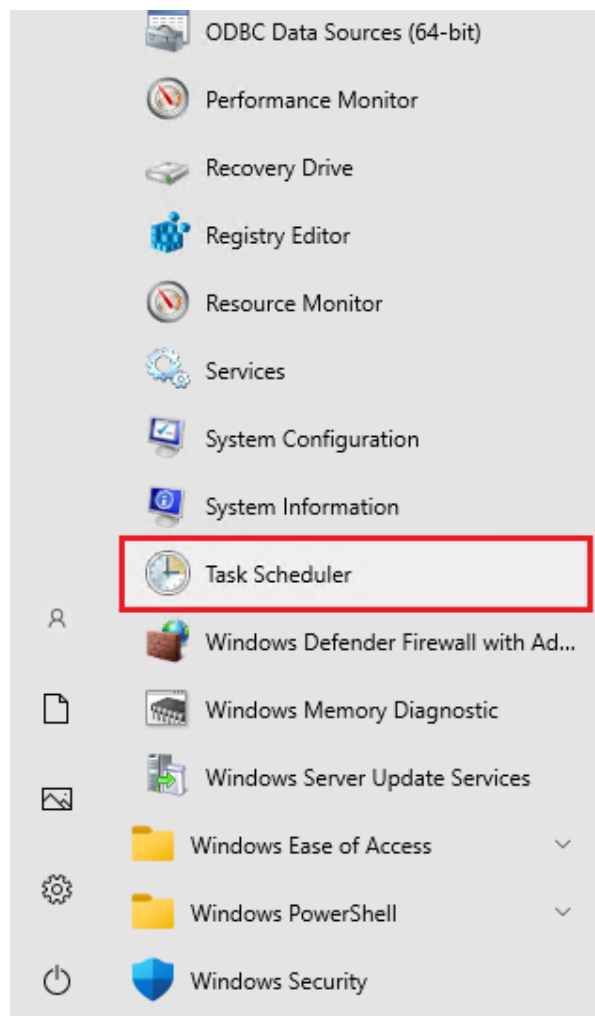 ODBC Data Sources (64-bit)
Performance Monitor
Recovery Drive
Registry Editor
Resource Monitor
Services
System Configuration
System Information
Task Scheduler
Windows Defender Firewall with Ad...
Windows Memory Diagnostic
Windows Server Update Services
Windows Ease of Access
Windows PowerShell
Windows Security